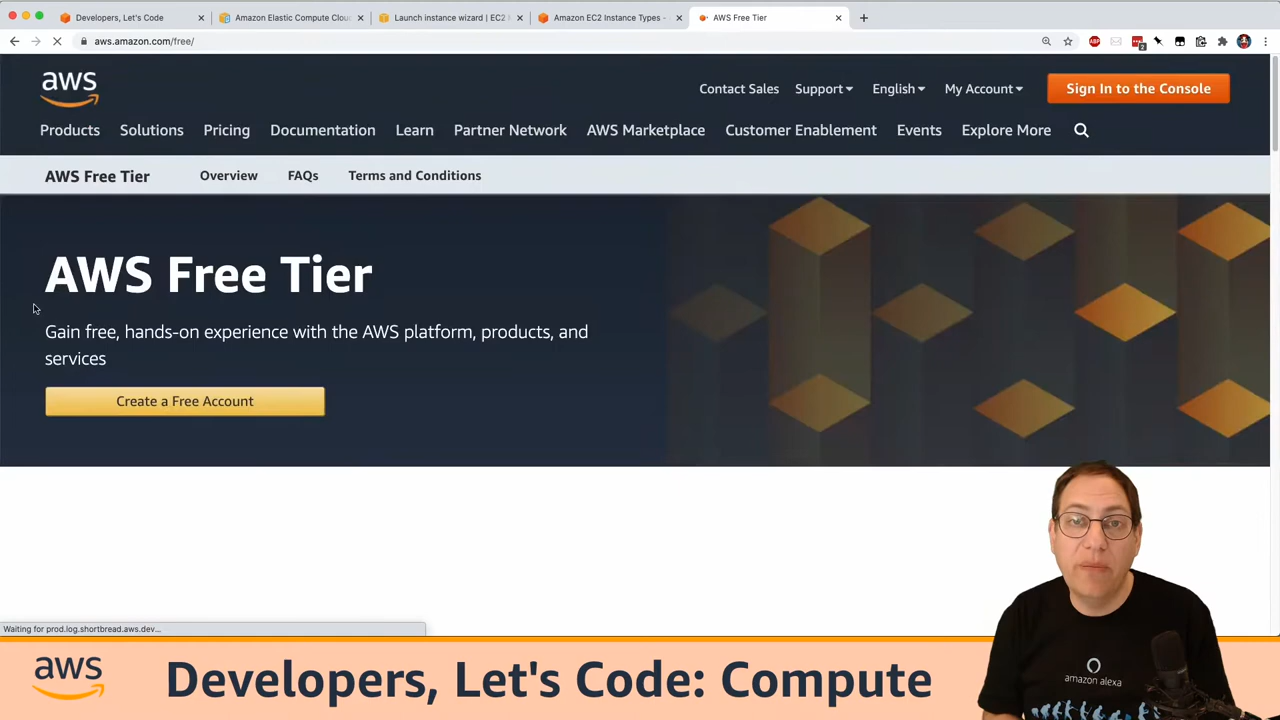 Developers, Let's Code
Amazon Elastic Compute Clou
Launch instance wizard | EC2
Amazon EC2 Instance Types -
AWS Free Tier
aws.amazon.com/free/
ABP
2
aws
Contact Sales
Support
English
My Account
Sign In to the Console
Products
Solutions
Pricing
Documentation
Learn
Partner Network
AWS Marketplace
Customer Enablement
Events
Explore More
AWS Free Tier
Overview
FAQs
Terms and Conditions
AWS Free Tier
Gain free, hands-on experience with the AWS platform, products, and
services
Create a Free Account
Waiting for prod.log.shortbread.aws.dev...
amazon alexa
aws
Developers, Let's Code: Compute